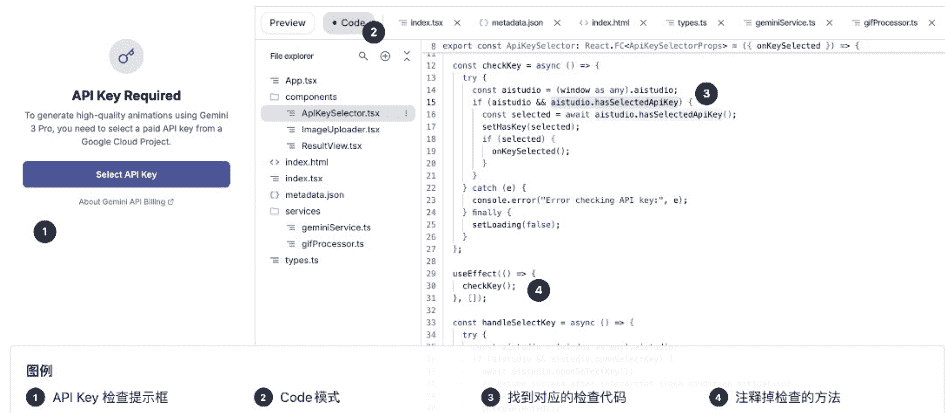 API Key Required
To generate high-quality animations using Gemini
3 Pro, you need to select a paid API key from a
Google Cloud Project.
Select API Key
About Gemini API Billing
1
Preview
Code
2
index.tsx
metadata.json
index.html
types.ts
geminiService.ts
gifProcessor.ts
File explorer
App.tsx
components
ApiKeySelector.tsx
ImageUploader.tsx
ResultView.tsx
index.html
index.tsx
metadata.json
services
geminiService.ts
gifProcessor.ts
types.ts
8 export const ApiKeySelector: React.FC<ApiKeySelectorProps> = ({ onKeySelected }) => {
11
12 const checkKey = async () => {
13 try {
14 const aistudio = (window as any).aistudio;
15 if (aistudio && aistudio.hasSelectedApiKey) {
3
16 const selected = await aistudio.hasSelectedApiKey();
17 setHasKey(selected);
18 if (selected) {
19 onKeySelected();
20 }
21 }
22 } catch (e) {
23 console.error("Error checking API key:", e);
24 } finally {
25 setLoading(false);
26 }
27 };
28
29 useEffect(() => {
30 checkKey();
4
31 }, []);
32
33 const handleSelectKey = async () => {
34 try {
图例
1 API Key 检查提示框
2 Code 模式
3 找到对应的检查代码
4 注释掉检查的方法